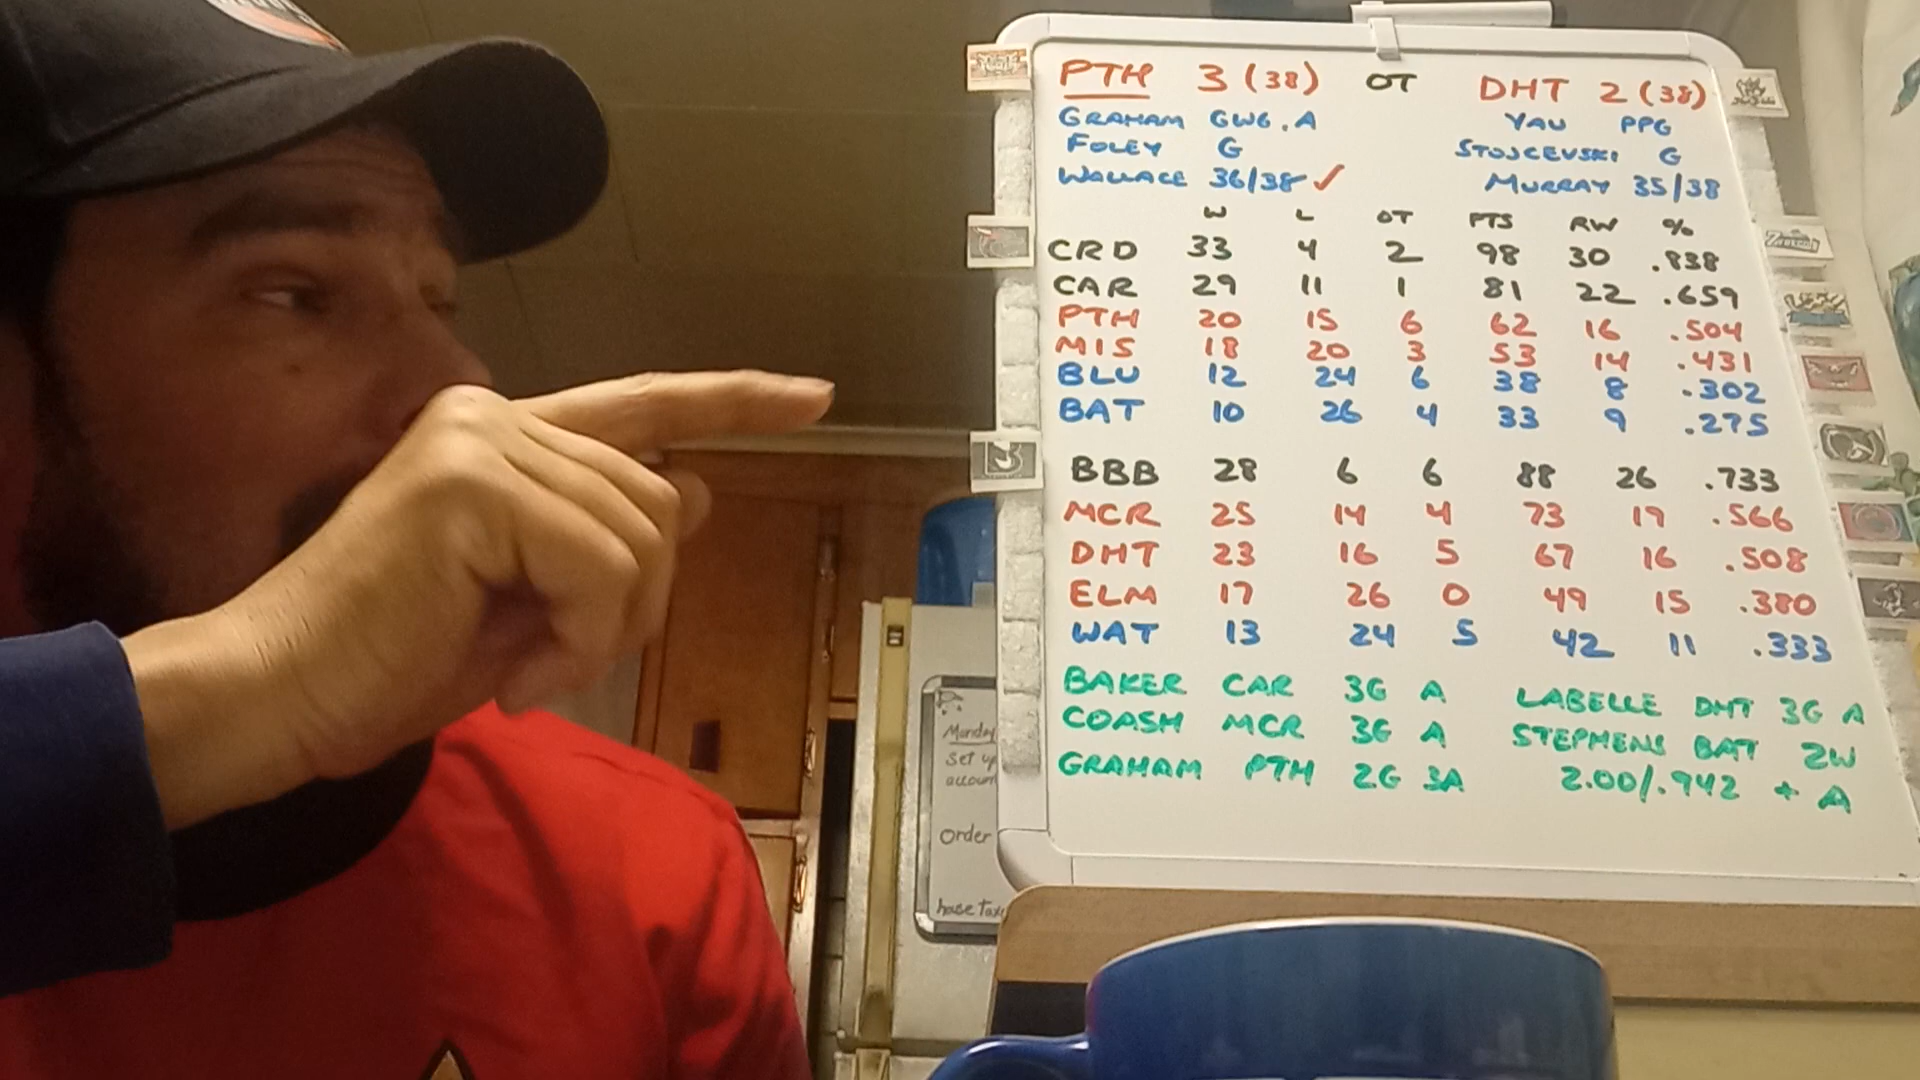 PTH 3 (38) OT DHT 2 (38)
GRAHAM GWG, A YAU PPG
FOLEY G STOJCEVSKI G
WALLACE 36/38 ✓ MURRAY 35/38
W L OT PTS RW %
CRD 33 4 2 98 30 .838
CAR 29 11 1 81 22 .659
PTH 20 15 6 62 16 .504
MIS 18 20 3 53 14 .431
BLU 12 24 6 38 8 .302
BAT 10 26 4 33 9 .275
BBB 28 6 6 88 26 .733
MCR 25 14 4 73 19 .566
DHT 23 16 5 67 16 .508
ELM 17 26 0 49 15 .380
WAT 13 24 5 42 11 .333
BAKER CAR 3G A LABELLE DHT 3G A
COASH MCR 3G A STEPHENS BAT 2W
GRAHAM PTH 2G 3A 2.00/.942 + A
Monday
Set up
account
Order
house Taxes